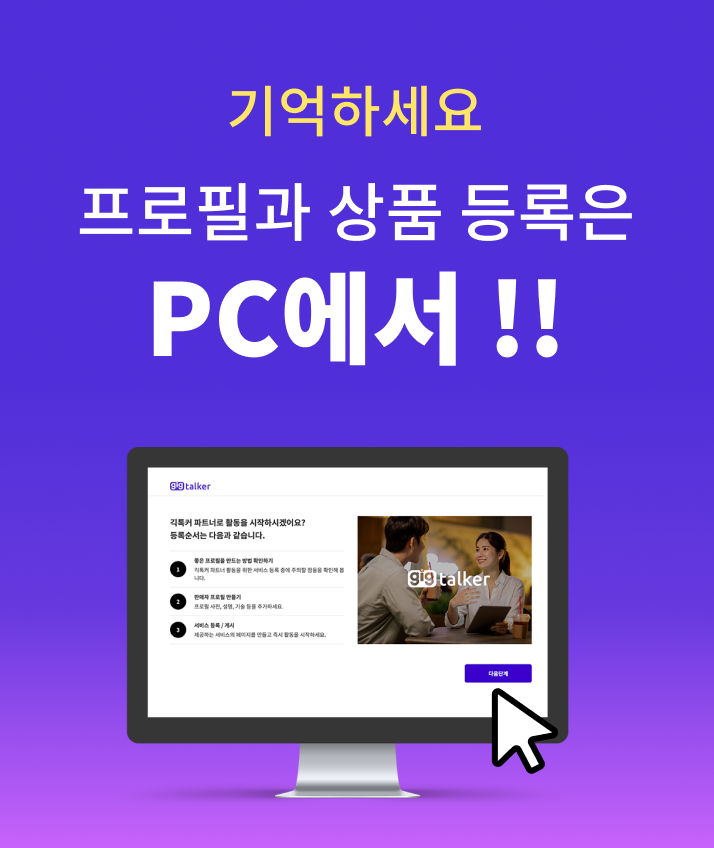 기억하세요
프로필과 상품 등록은
PC에서 !!
gigtalker
긱톡커 파트너로 활동을 시작하시겠어요?
등록순서는 다음과 같습니다.
1
좋은 프로필을 만드는 방법 확인하기
긱톡커 파트너 활동을 위한 서비스 등록 중에 주의할 점들을 확인해 봅
니다.
2
판매자 프로필 만들기
프로필 사진, 설명, 기술 등을 추가하세요.
3
서비스 등록 / 게시
제공하는 서비스의 페이지를 만들고 즉시 활동을 시작하세요.
gigtalker
다음단계